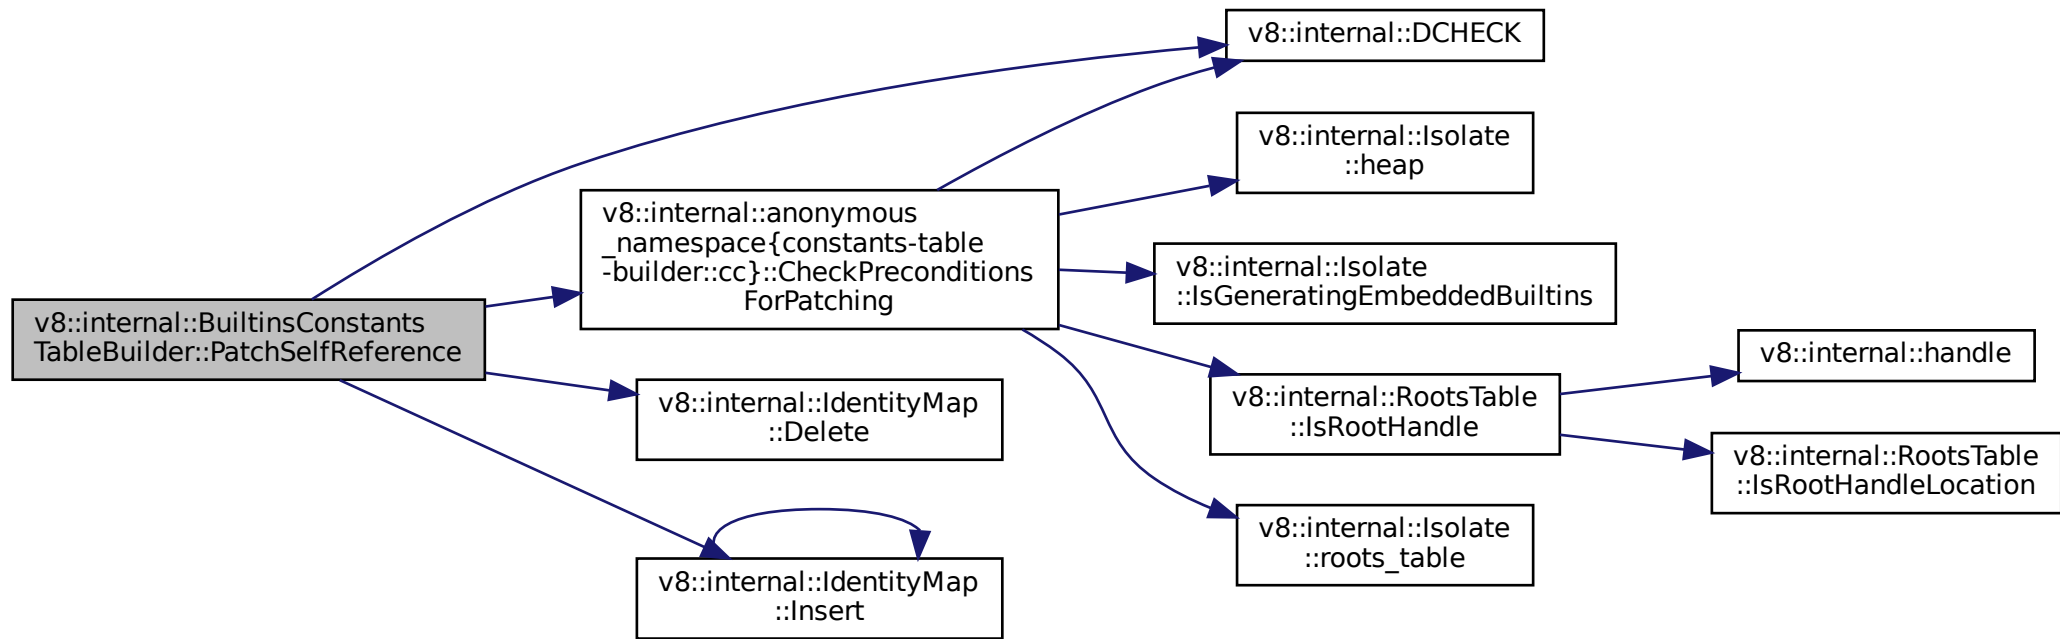 v8::internal::BuiltinsConstants
TableBuilder::PatchSelfReference
v8::internal::DCHECK
v8::internal::anonymous
_namespace{constants-table
-builder::cc}::CheckPreconditions
ForPatching
v8::internal::Isolate
::heap
v8::internal::Isolate
::IsGeneratingEmbeddedBuiltins
v8::internal::RootsTable
::IsRootHandle
v8::internal::handle
v8::internal::RootsTable
::IsRootHandleLocation
v8::internal::Isolate
::roots_table
v8::internal::IdentityMap
::Delete
v8::internal::IdentityMap
::Insert